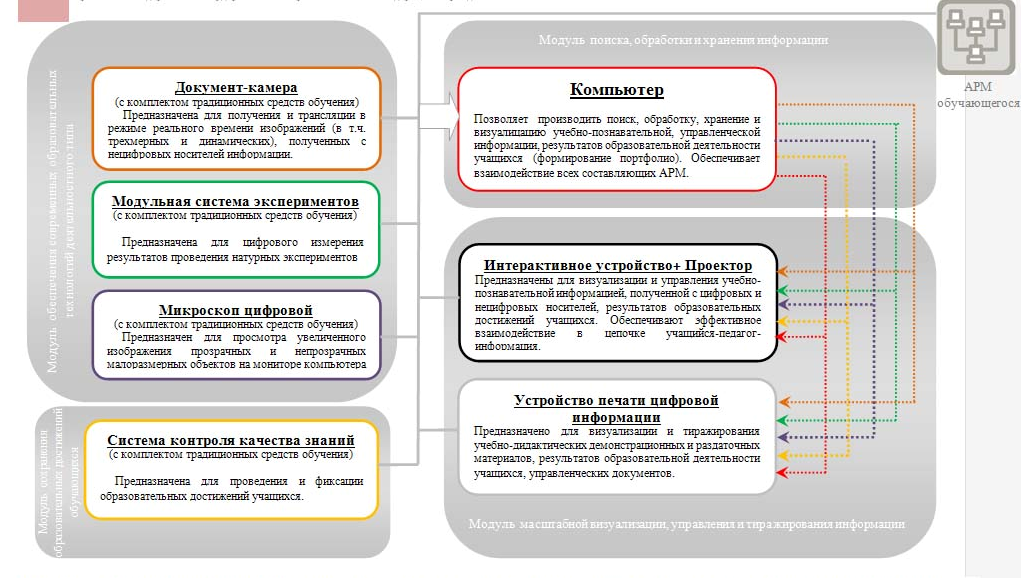 Модуль обеспечения современных образовательных
технологий деятельностного типа
Документ-камера
(с комплектом традиционных средств обучения)
Предназначена для получения и трансляции в
режиме реального времени изображений (в т.ч.
трехмерных и динамических), полученных с
нецифровых носителей информации.
Модульная система экспериментов
(с комплектом традиционных средств обучения)
Предназначена для цифрового измерения
результатов проведения натурных экспериментов
Микроскоп цифровой
(с комплектом традиционных средств обучения)
Предназначен для просмотра увеличенного
изображения прозрачных и непрозрачных
малоразмерных объектов на мониторе компьютера
Модуль сохранения
образовательных достижений
обучающихся
Система контроля качества знаний
(с комплектом традиционных средств обучения)
Предназначена для проведения и фиксации
образовательных достижений учащихся.
Модуль поиска, обработки и хранения информации
Компьютер
Позволяет производить поиск, обработку, хранение и
визуалицацию учебно-познавательной, управленческой
информации, результатов образовательной деятельности
учащихся (формирование портфолио). Обеспечивает
взаимодействие всех составляющих АРМ.
АРМ
обучающегося
Интерактивное устройство+ Проектор
Предназначены для визуализации и управления учебно-
познавательной информацией, полученной с цифровых и
нецифровых носителей, результатов образовательных
достижений учащихся. Обеспечивают эффективное
взаимодействие в цепочке учащийся-педагог-
информация.
Устройство печати цифровой
информации
Предназначено для визуализации и тиражирования
учебно-дидактических демонстрационных и раздаточных
материалов, результатов образовательной деятельности
учащихся, управленческих документов.
Модуль масштабной визуализации, управления и тиражирования информации